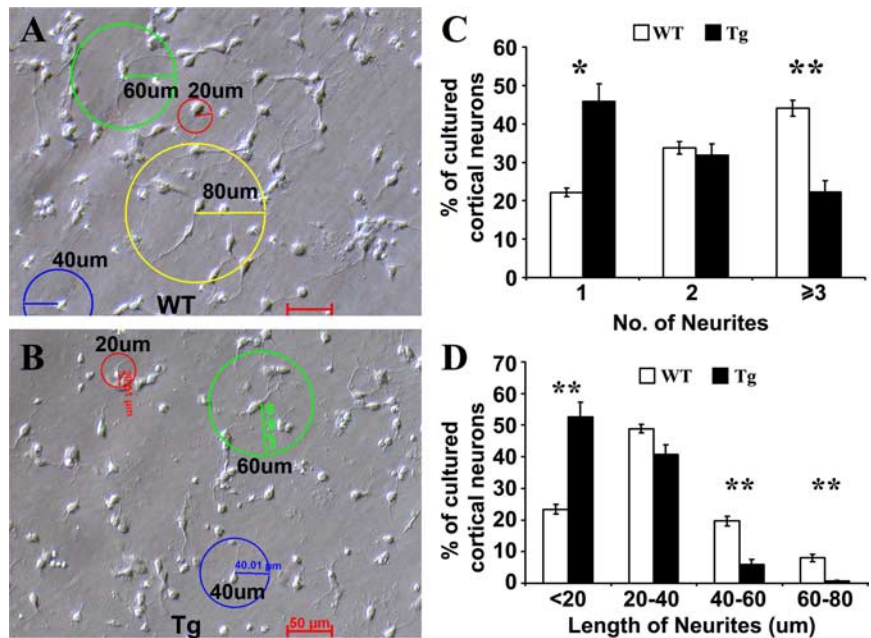 A
60um
20um
80um
40um
WT
B
20um
60um
40.01 µm
40um
Tg
50 µm
C
WT Tg
% of cultured
cortical neurons
60
50
40
30
20
10
0
* **
1 2 ≥3
No. of Neurites
D
WT Tg
% of cultured
cortical neurons
70
60
50
40
30
20
10
0
** ** **
<20 20-40 40-60 60-80
Length of Neurites (um)